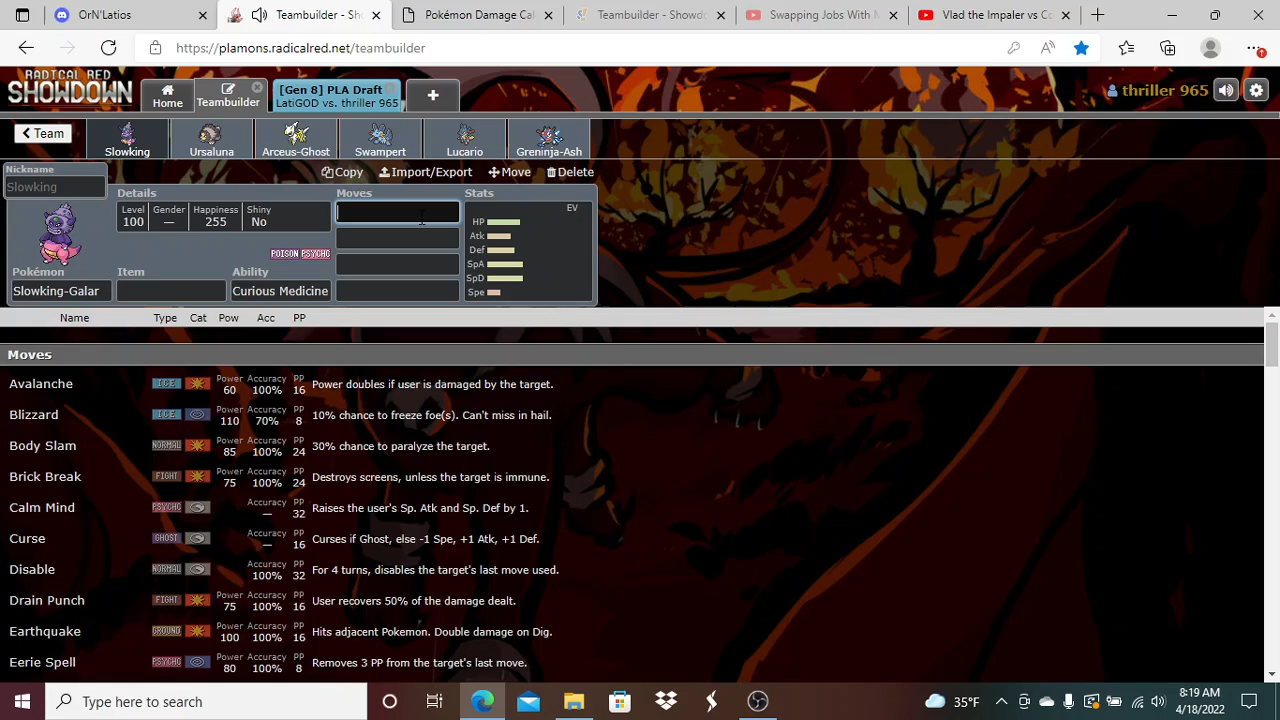 OrN'Latios
Teambuilder - Sh
Pokémon Damage Cal
Teambuilder - Showd
Swapping Jobs With M
Vlad the Impaler vs Co
https://plamons.radicalred.net/teambuilder
RADICAL RED
SHOWDOWN
Home
Teambuilder
[Gen 8] PLA Draft
LatiGOD vs. thriller 965
thriller 965
Team
Slowking
Ursaluna
Arceus-Ghost
Swampert
Lucario
Greninja-Ash
Copy Import/Export Move Delete
Nickname
Slowking
Details
Level Gender Happiness Shiny
100 — 255 No
POISON PSYCHC
Pokémon
Slowking-Galar
Item
Ability
Curious Medicine
Moves
Stats
EV
HP
Atk
Def
SpA
SpD
Spe
Name Type Cat Pow Acc PP
Moves
Avalanche ICE Power 60 Accuracy 100% PP 16 Power doubles if user is damaged by the target.
Blizzard ICE Power 110 Accuracy 70% PP 8 10% chance to freeze foe(s). Can't miss in hail.
Body Slam NORMAL Power 85 Accuracy 100% PP 24 30% chance to paralyze the target.
Brick Break FIGHT Power 75 Accuracy 100% PP 24 Destroys screens, unless the target is immune.
Calm Mind PSYCHC Accuracy — PP 32 Raises the user's Sp. Atk and Sp. Def by 1.
Curse GHOST Accuracy — PP 16 Curses if Ghost, else -1 Spe, +1 Atk, +1 Def.
Disable NORMAL Accuracy 100% PP 32 For 4 turns, disables the target's last move used.
Drain Punch FIGHT Power 75 Accuracy 100% PP 16 User recovers 50% of the damage dealt.
Earthquake GROUND Power 100 Accuracy 100% PP 16 Hits adjacent Pokemon. Double damage on Dig.
Eerie Spell PSYCHC Power 80 Accuracy 100% PP 8 Removes 3 PP from the target's last move.
Type here to search
35°F
8:19 AM
4/18/2022